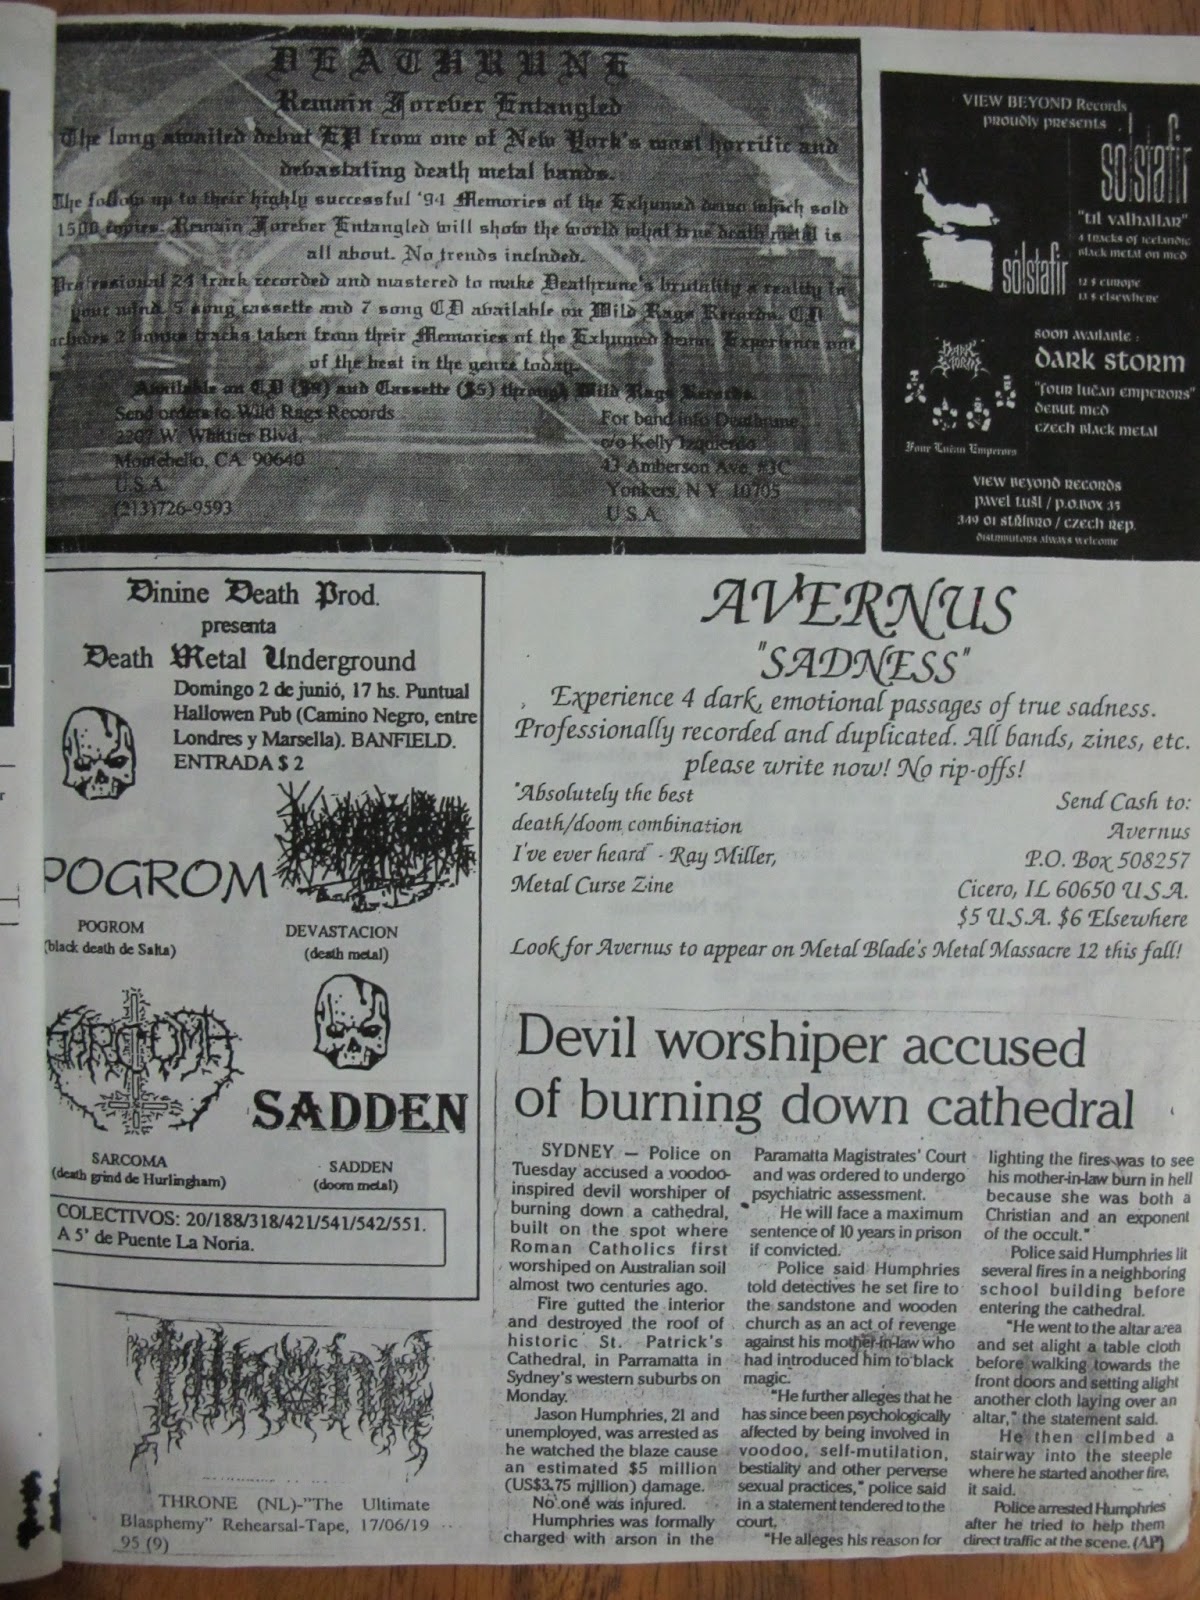 DEATHRUNE
Remain Forever Entangled
The long awaited debut EP from one of New York's most horrific and
devastating death metal bands.
The follow up to their highly successful '94 Memories of the Exhumed demo which sold
1500 copies. Remain Forever Entangled will show the world what true death metal is
all about. No trends included.
Professional 24 track recorded and mastered to make Deathrune's brutality a reality in
your mind. 5 song cassette and 7 song CD available on Wild Rags Records. CD
includes 2 bonus tracks taken from their Memories of the Exhumed demo. Experience one
of the best in the genre today.
Available on CD ($8) and Cassette ($5) through Wild Rags Records.
Send orders to Wild Rags Records
2207 W. Whittier Blvd.
Montebello, CA. 90640
U.S.A.
(213)726-9593
For band info Deathrune
c/o Kelly Izquierdo
43 Amberson Ave. #3C
Yonkers, N.Y. 10705
U.S.A.
VIEW BEYOND Records
proudly presents
sólstafir
"til valhallar"
4 tracks of icelandic
black metal on mcd
sólstafir
12 $ europe
13 $ elsewhere
soon available :
DARK STORM
DARK STORM
"four lučan emperors"
debut mcd
czech black metal
Four Lučan Emperors
VIEW BEYOND RECORDS
PAVEL TUŠL / P.O.BOX 35
349 01 STŘÍBRO / CZECH REP.
distributors always welcome
Dinine Death Prod.
presenta
Death Metal Underground
Domingo 2 de junió, 17 hs. Puntual
Hallowen Pub (Camino Negro, entre
Londres y Marsella). BANFIELD.
ENTRADA $ 2
POGROM
POGROM
(black death de Salta)
DEVASTACION
(death metal)
SARCOMA
SADDEN
SARCOMA
(death grind de Hurlingham)
SADDEN
(doom metal)
COLECTIVOS: 20/188/318/421/541/542/551.
A 5' de Puente La Noria.
THRONE
THRONE (NL)-"The Ultimate
Blasphemy" Rehearsal-Tape, 17/06/19
95 (9)
AVERNUS
"SADNESS"
Experience 4 dark, emotional passages of true sadness.
Professionally recorded and duplicated. All bands, zines, etc.
please write now! No rip-offs!
"Absolutely the best
death/doom combination
I've ever heard" - Ray Miller,
Metal Curse Zine
Send Cash to:
Avernus
P.O. Box 508257
Cicero, IL 60650 U.S.A.
$5 U.S.A. $6 Elsewhere
Look for Avernus to appear on Metal Blade's Metal Massacre 12 this fall!
Devil worshiper accused
of burning down cathedral
SYDNEY — Police on
Tuesday accused a voodoo-
inspired devil worshiper of
burning down a cathedral,
built on the spot where
Roman Catholics first
worshiped on Australian soil
almost two centuries ago.
Fire gutted the interior
and destroyed the roof of
historic St. Patrick's
Cathedral, in Parramatta in
Sydney's western suburbs on
Monday.
Jason Humphries, 21 and
unemployed, was arrested as
he watched the blaze cause
an estimated $5 million
(US$3.75 million) damage.
No one was injured.
Humphries was formally
charged with arson in the
Paramatta Magistrates' Court
and was ordered to undergo
psychiatric assessment.
He will face a maximum
sentence of 10 years in prison
if convicted.
Police said Humphries
told detectives he set fire to
the sandstone and wooden
church as an act of revenge
against his mother-in-law who
had introduced him to black
magic.
"He further alleges that he
has since been psychologically
affected by being involved in
voodoo, self-mutilation,
bestiality and other perverse
sexual practices," police said
in a statement tendered to the
court.
"He alleges his reason for
lighting the fires was to see
his mother-in-law burn in hell
because she was both a
Christian and an exponent
of the occult."
Police said Humphries lit
several fires in a neighboring
school building before
entering the cathedral.
"He went to the altar area
and set alight a table cloth
before walking towards the
front doors and setting alight
another cloth laying over an
altar," the statement said.
He then climbed a
stairway into the steeple
where he started another fire,
it said.
Police arrested Humphries
after he tried to help them
direct traffic at the scene. (AP)